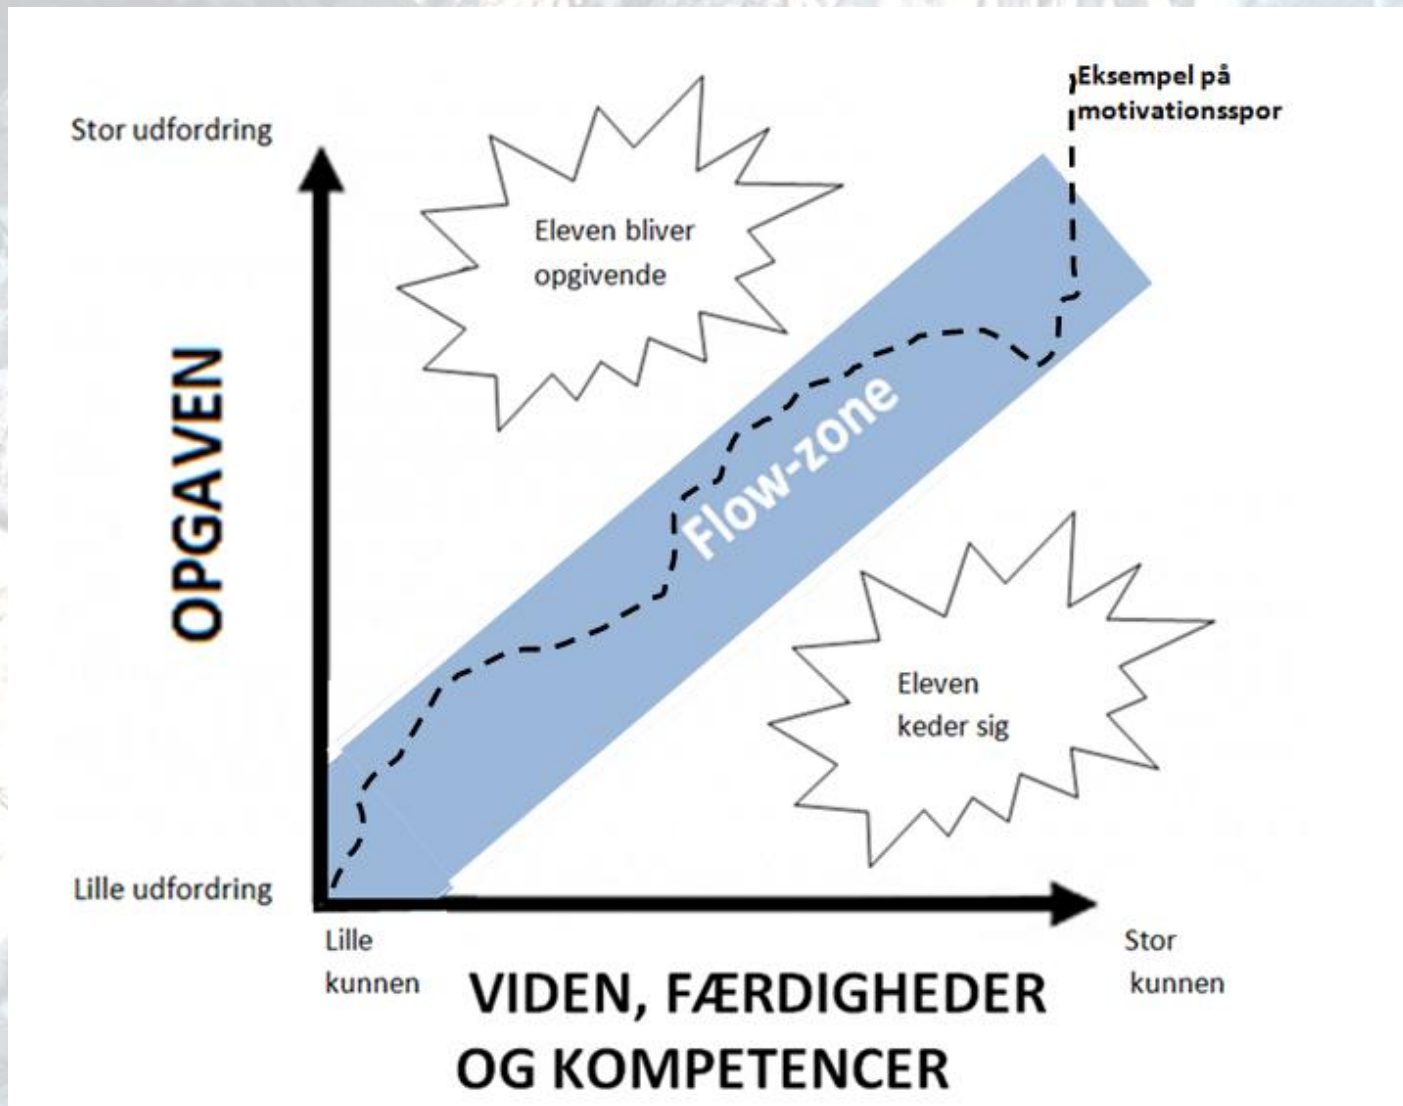 Eksempel på
motivationsspor
Stor udfordring
Eleven bliver
opgivende
OPGAVEN
Flow-zone
Eleven
keder sig
Lille udfordring
Lille
kunnen
Stor
kunnen
VIDEN, FÆRDIGHEDER
OG KOMPETENCER